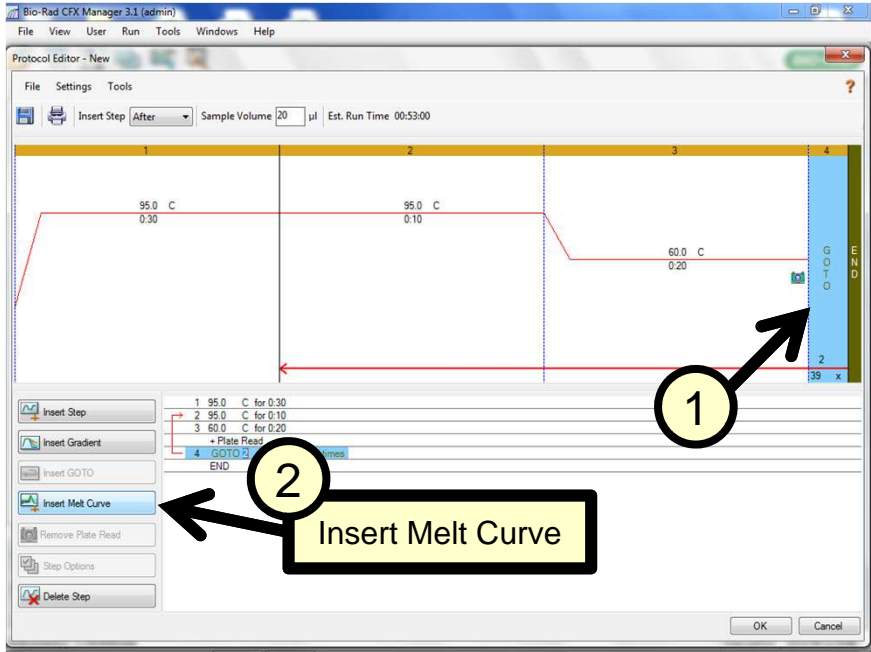 Bio-Rad CFX Manager 3.1 (admin)
File View User Run Tools Windows Help
Protocol Editor - New
File Settings Tools
?
Insert Step After Sample Volume 20 µl Est. Run Time 00:53:00
1 2 3 4
95.0 C
0:30
95.0 C
0:10
60.0 C
0:20
GOTO
END
2
39 x
1
Insert Step
Insert Gradient
Insert GOTO
Insert Melt Curve
Remove Plate Read
Step Options
Delete Step
1 95.0 C for 0:30
2 95.0 C for 0:10
3 60.0 C for 0:20
+ Plate Read
4 GOTO 2 times
END
2
Insert Melt Curve
OK Cancel